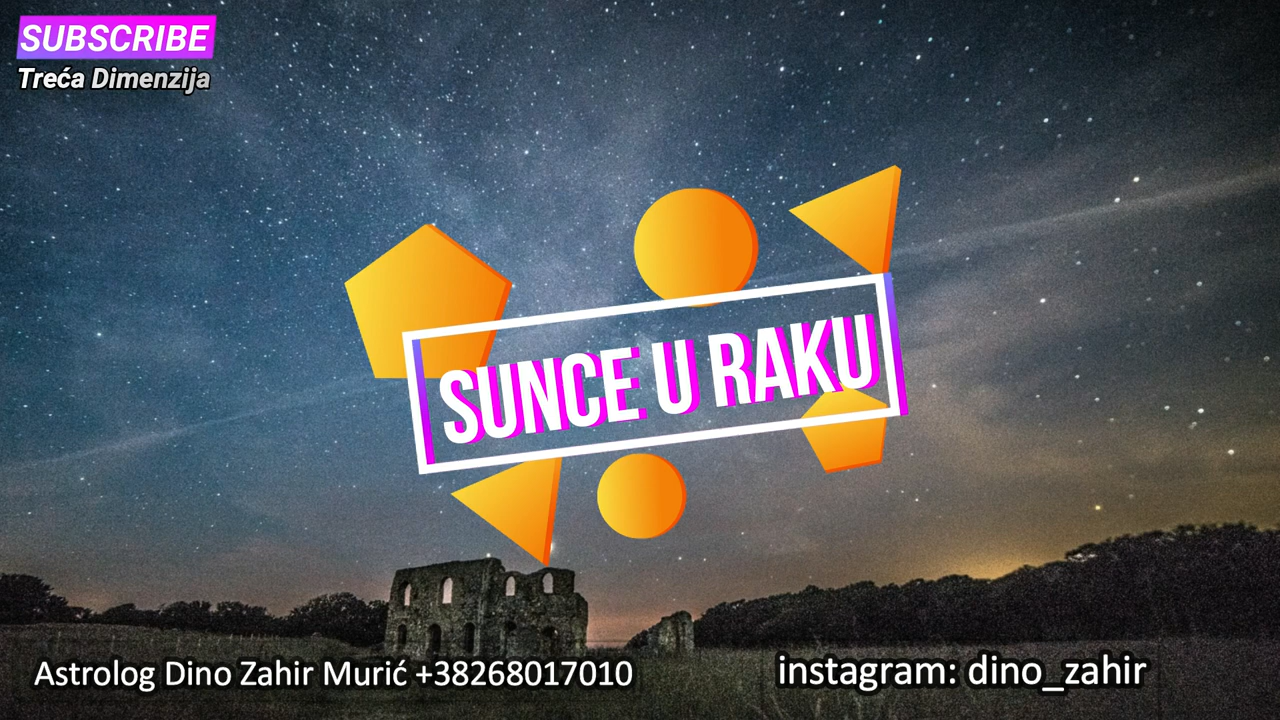 SUBSCRIBE
Treća Dimenzija
SUNCE U RAKU
Astrolog Dino Zahir Murić +38268017010
instagram: dino_zahir